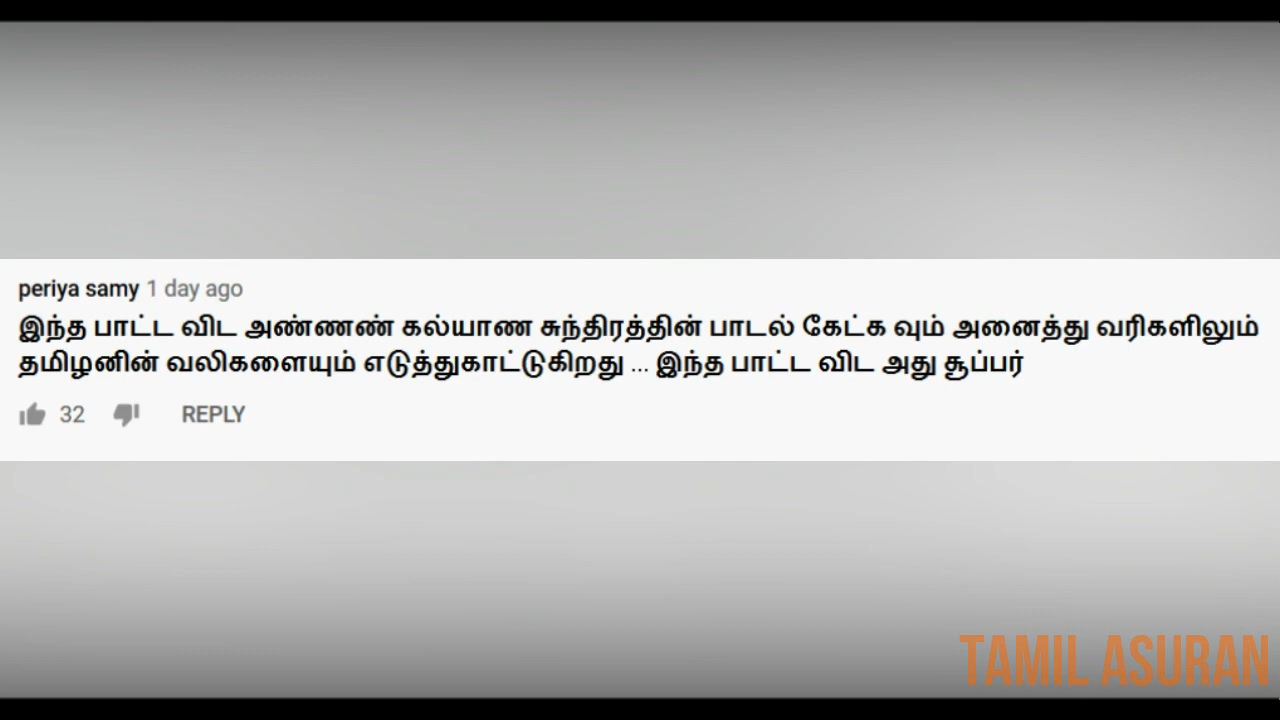 periya samy 1 day ago
இந்த பாட்ட விட அண்ணண் கல்யாண சுந்திரத்தின் பாடல் கேட்க வும் அனைத்து வரிகளிலும்
தமிழனின் வலிகளையும் எடுத்துகாட்டுகிறது ... இந்த பாட்ட விட அது சூப்பர்
32 REPLY
TAMIL ASURAN